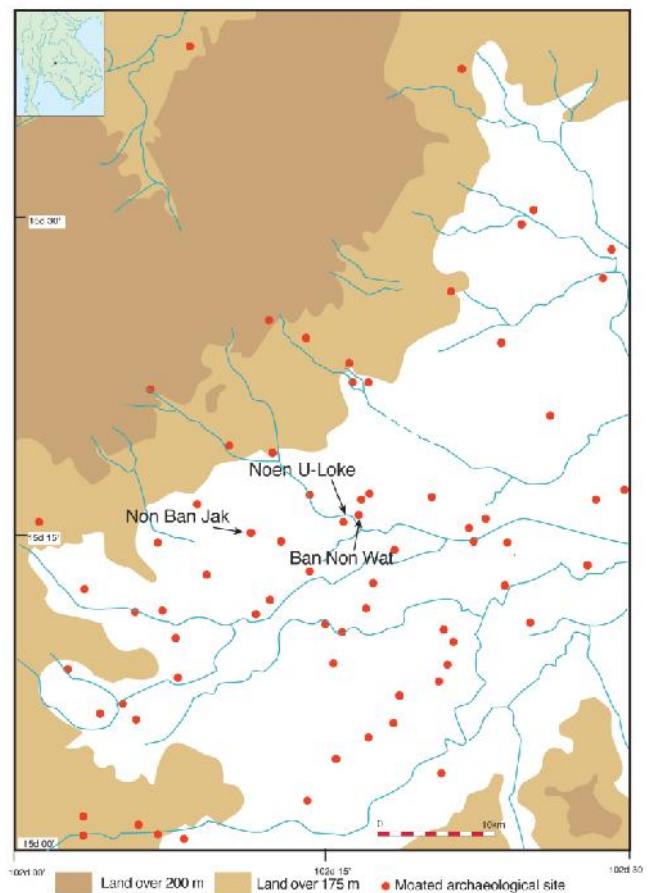 15d 30'
Noen U-Loke
Non Ban Jak
15d 15'
Ban Non Wat
0 10km
15d 00'
102d 00'
102d 15'
102d 30
Land over 200 m
Land over 175 m
Moated archaeological site